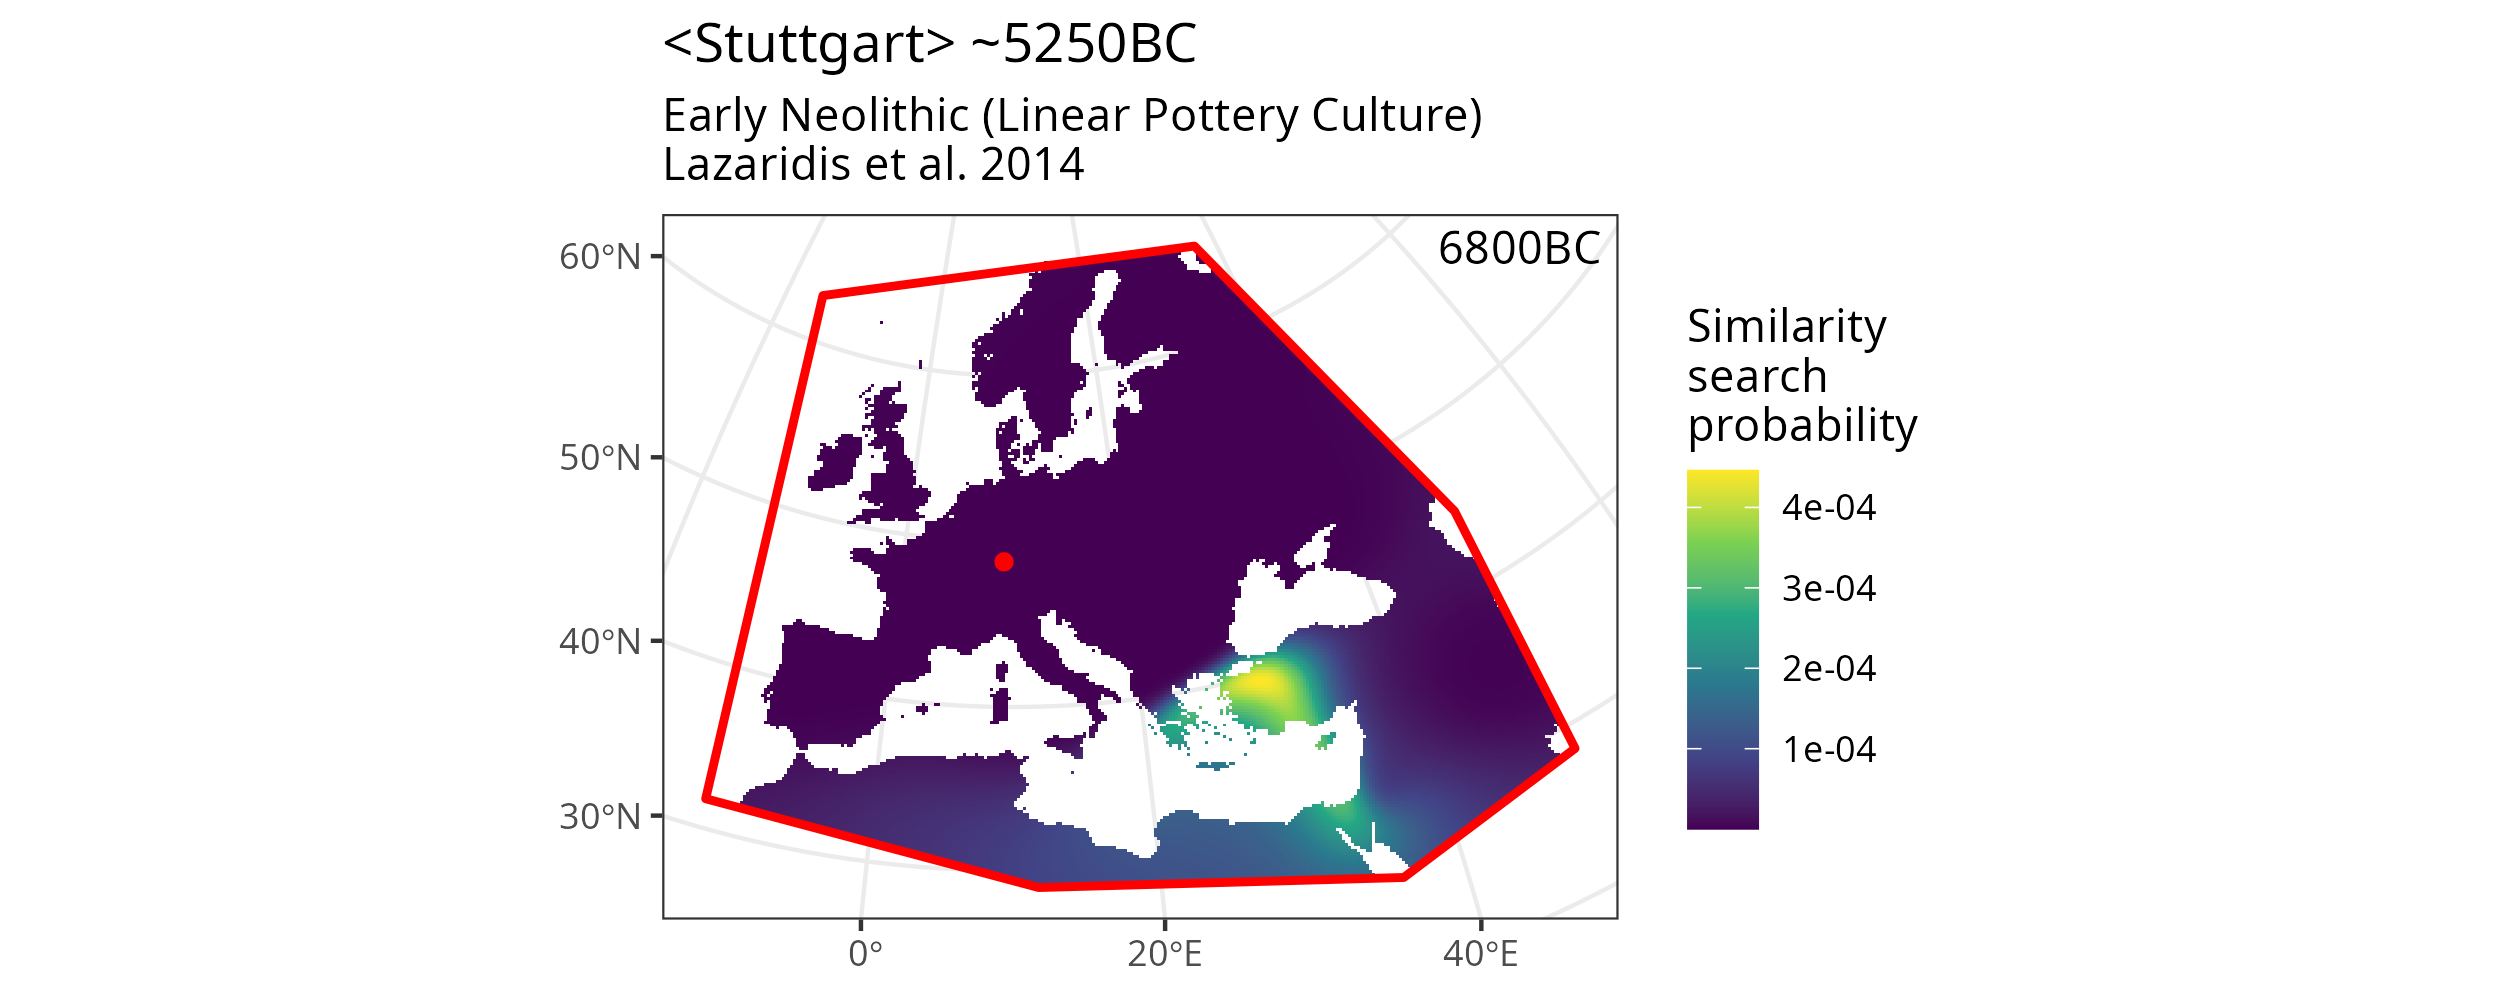 <Stuttgart> ~5250BC
Early Neolithic (Linear Pottery Culture)
Lazaridis et al. 2014
6800BC
60°N
50°N
40°N
30°N
0°
20°E
40°E
Similarity
search
probability
4e-04
3e-04
2e-04
1e-04